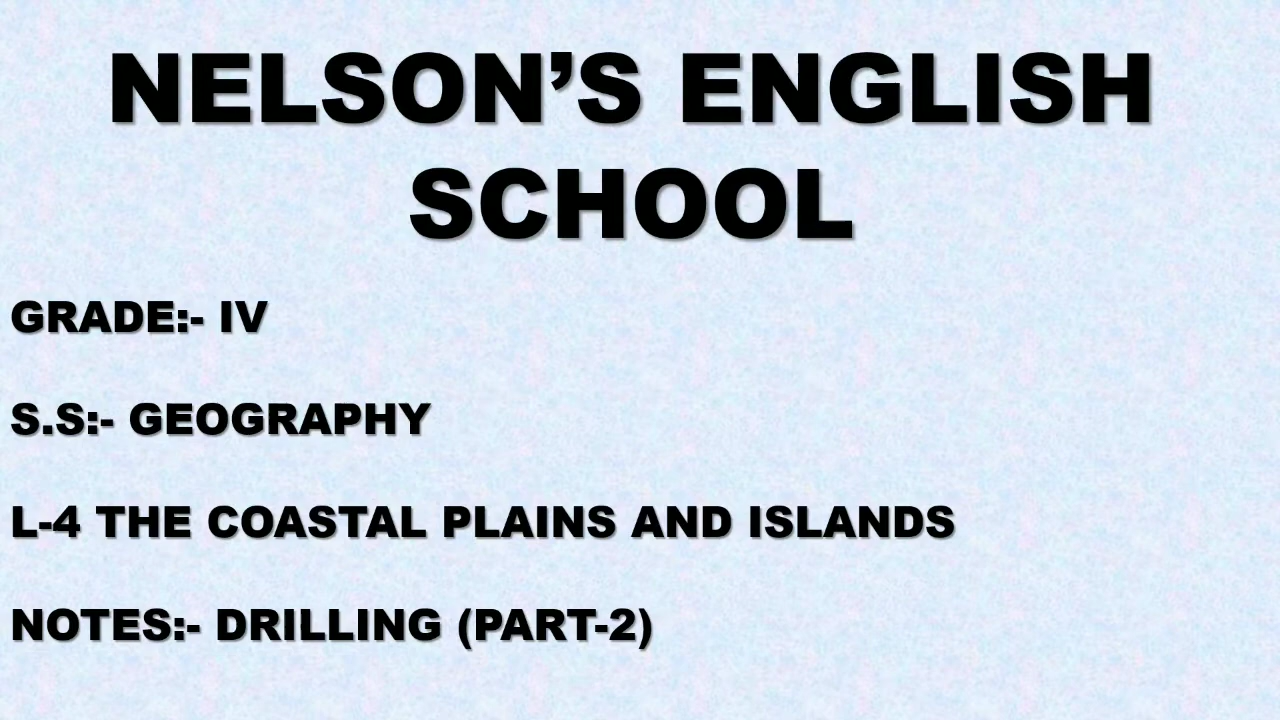 NELSON’S ENGLISH
SCHOOL
GRADE:- IV
S.S:- GEOGRAPHY
L-4 THE COASTAL PLAINS AND ISLANDS
NOTES:- DRILLING (PART-2)